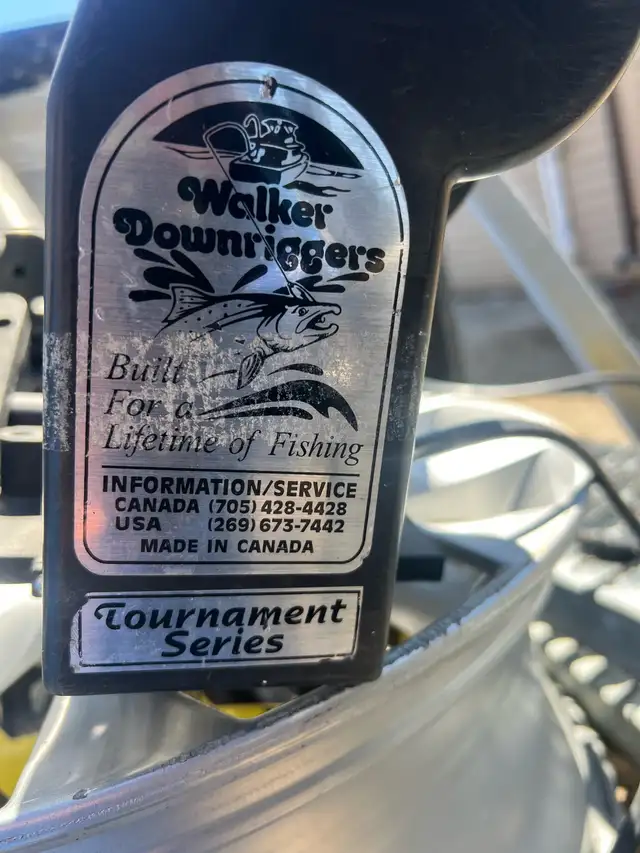 Walker
Downriggers
Built
For a
Lifetime of Fishing
INFORMATION/SERVICE
CANADA (705) 428-4428
USA (269) 673-7442
MADE IN CANADA
Tournament
Series